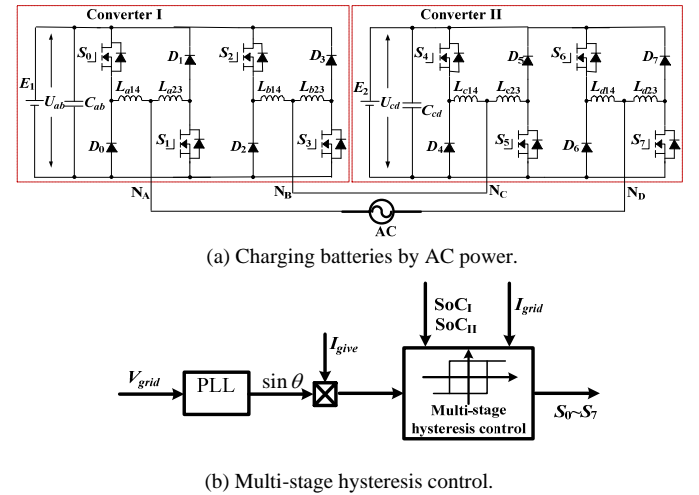 Converter I
Converter II
S0
D1
S2
D3
S4
D5
S6
D7
E1
Uab
Cab
La14
La23
Lb14
Lb23
E2
Ucd
Ccd
Lc14
Lc23
Ld14
Ld23
D0
S1
D2
S3
D4
S5
D6
S7
NA
NB
NC
ND
AC
(a) Charging batteries by AC power.
SoCI
SoCII
Igrid
Igive
Vgrid
PLL
sin θ
Multi-stage
hysteresis control
S0~S7
(b) Multi-stage hysteresis control.